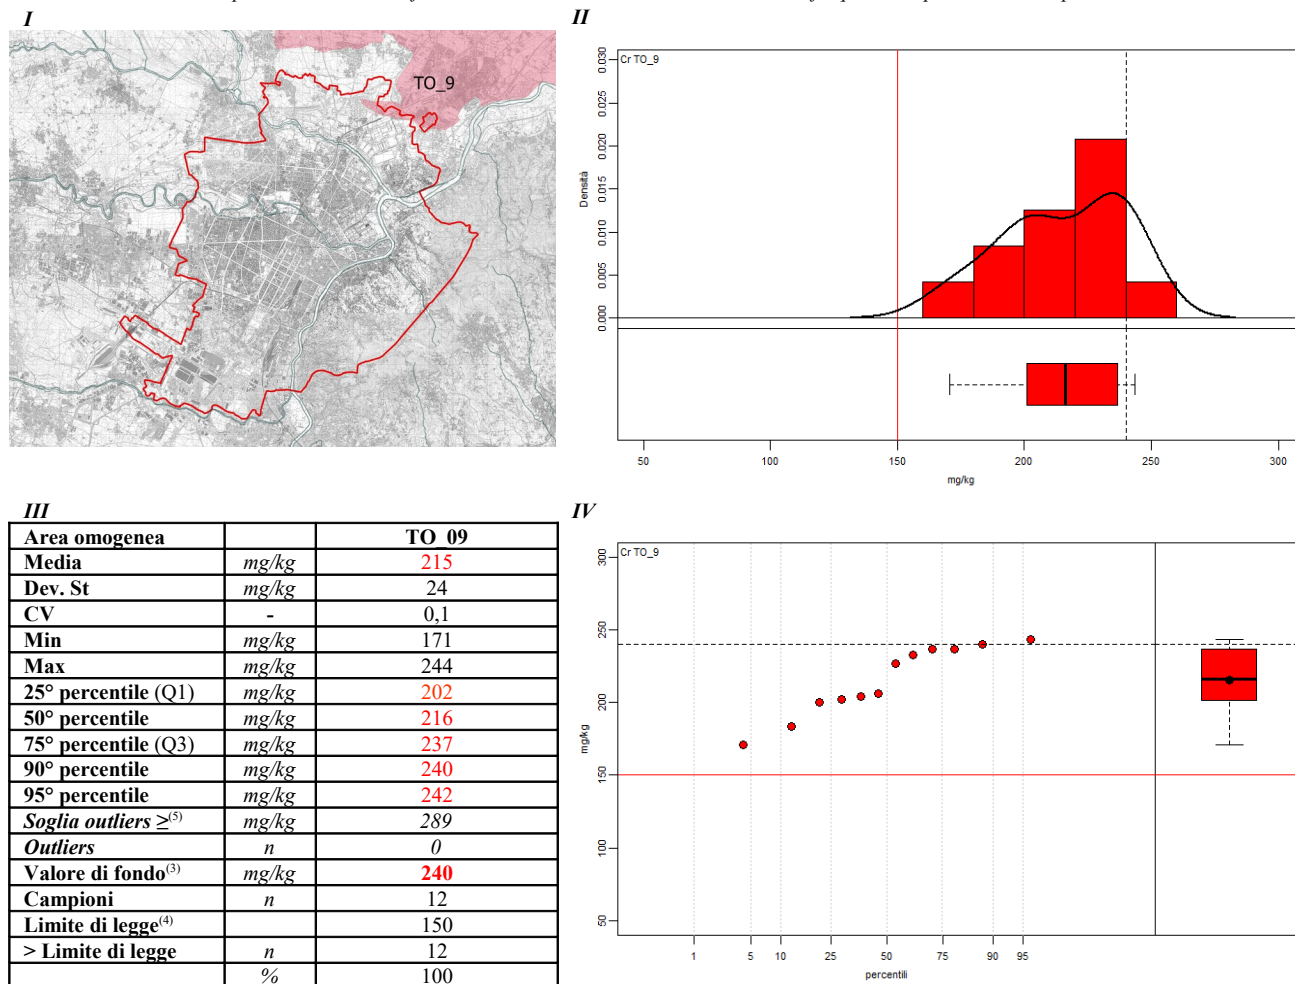 I
TO_9
II
Cr TO_9
Densità
0.000 0.005 0.010 0.015 0.020 0.025 0.030
50 100 150 200 250 300
mg/kg
III
Area omogenea TO_09
Media mg/kg 215
Dev. St mg/kg 24
CV - 0,1
Min mg/kg 171
Max mg/kg 244
25° percentile (Q1) mg/kg 202
50° percentile mg/kg 216
75° percentile (Q3) mg/kg 237
90° percentile mg/kg 240
95° percentile mg/kg 242
Soglia outliers ≥(5) mg/kg 289
Outliers n 0
Valore di fondo(3) mg/kg 240
Campioni n 12
Limite di legge(4) 150
> Limite di legge n 12
% 100
IV
Cr TO_9
mg/kg
50 100 150 200 250 300
1 5 10 25 50 75 90 95
percentili